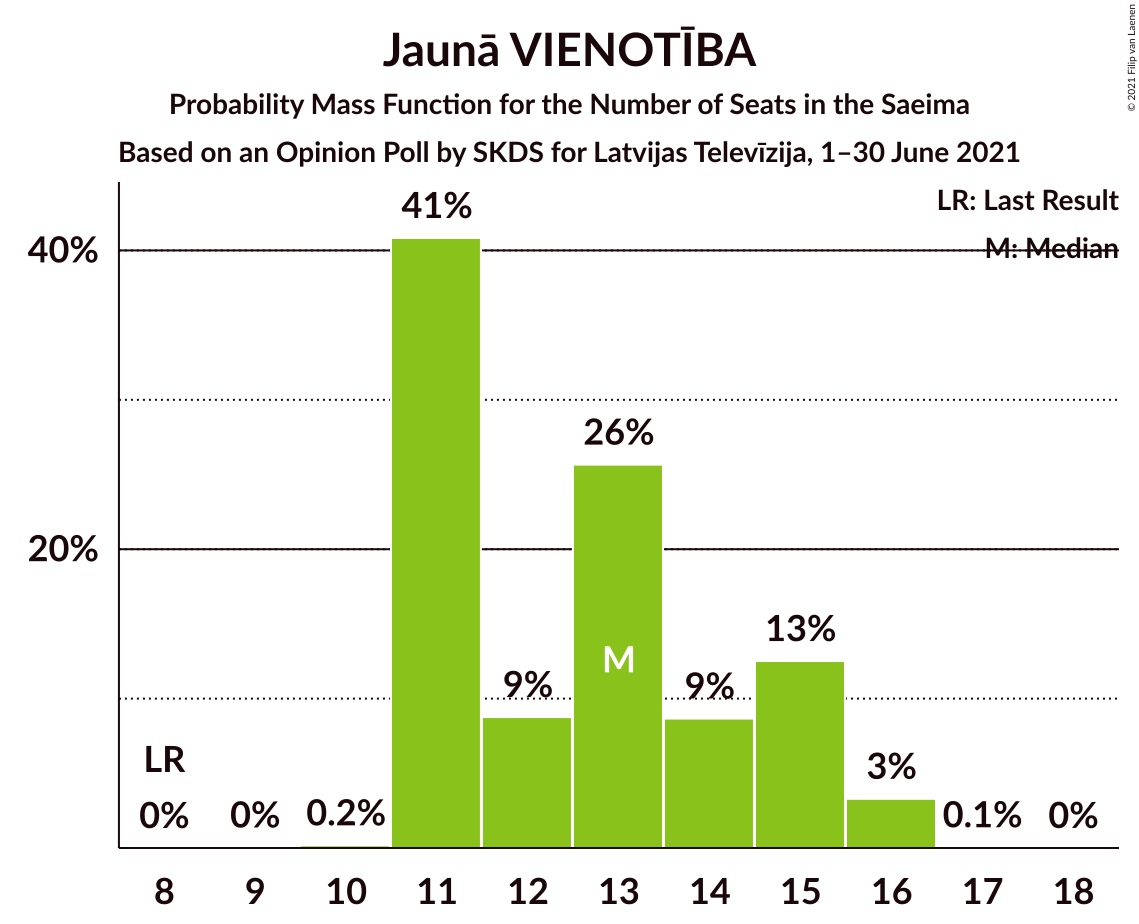 Jaunā VIENOTĪBA
Probability Mass Function for the Number of Seats in the Saeima
Based on an Opinion Poll by SKDS for Latvijas Televīzija, 1–30 June 2021
© 2021 Filip van Laenen
LR: Last Result
M: Median
40%
20%
41%
26%
13%
9%
9%
3%
M
LR
0%
0%
0.2%
0.1%
0%
8 9 10 11 12 13 14 15 16 17 18